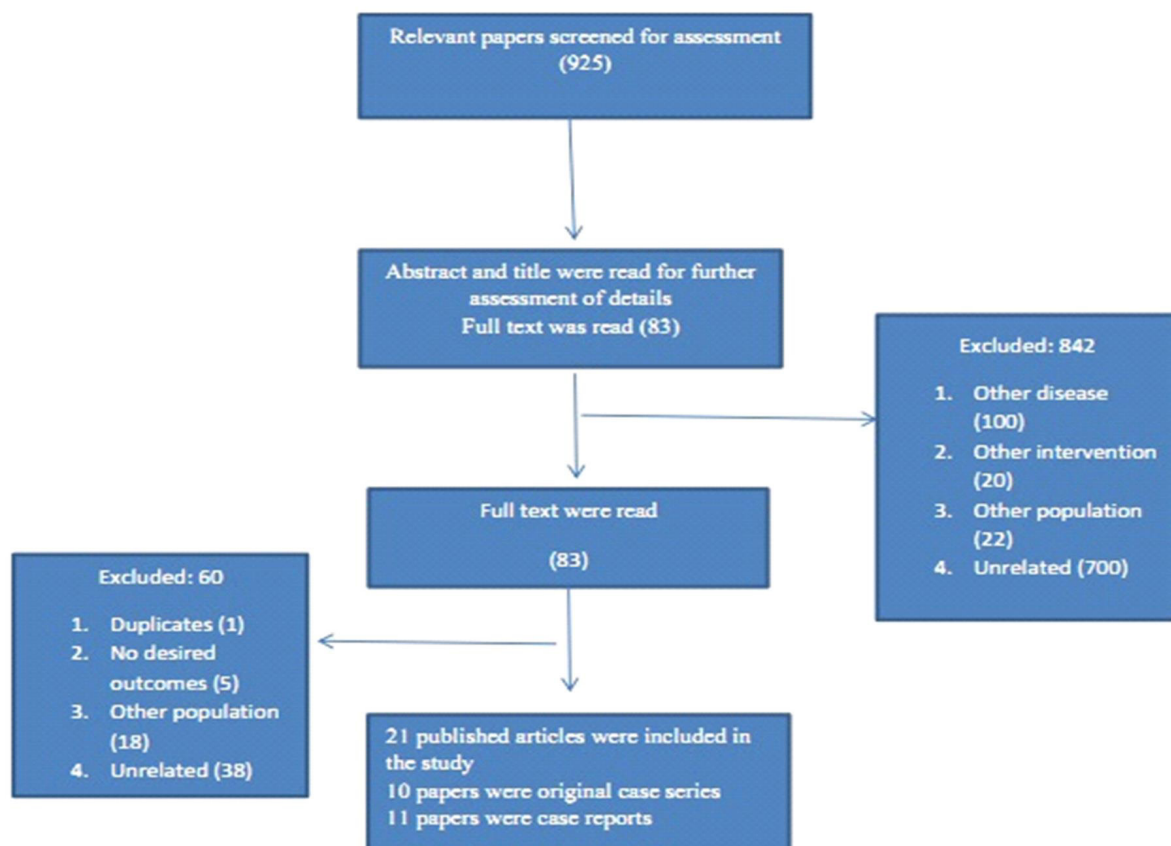 Relevant papers screened for assessment
(925)
Abstract and title were read for further
assessment of details
Full text was read (83)
Excluded: 842
1. Other disease
(100)
2. Other intervention
(20)
3. Other population
(22)
4. Unrelated (700)
Full text were read
(83)
Excluded: 60
1. Duplicates (1)
2. No desired
outcomes (5)
3. Other population
(18)
4. Unrelated (38)
21 published articles were included in
the study
10 papers were original case series
11 papers were case reports